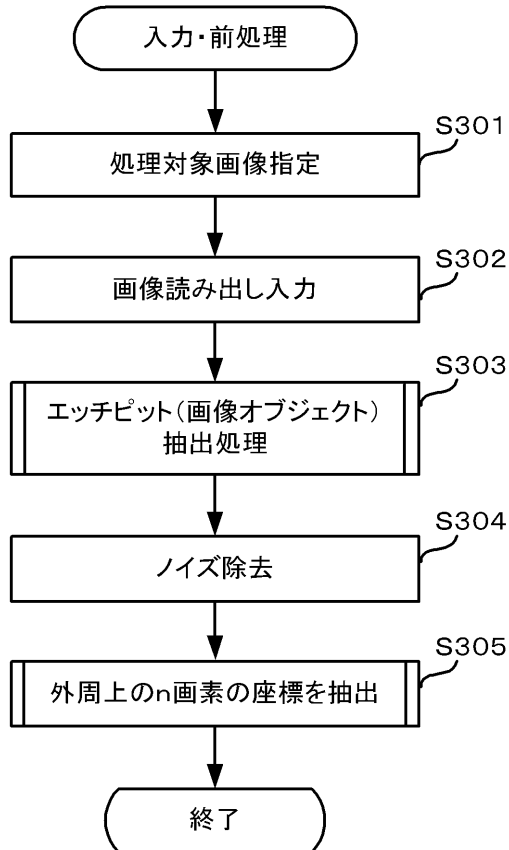 入力・前処理
S301
処理対象画像指定
S302
画像読み出し入力
S303
エッチピット(画像オブジェクト)
抽出処理
S304
ノイズ除去
S305
外周上のn画素の座標を抽出
終了